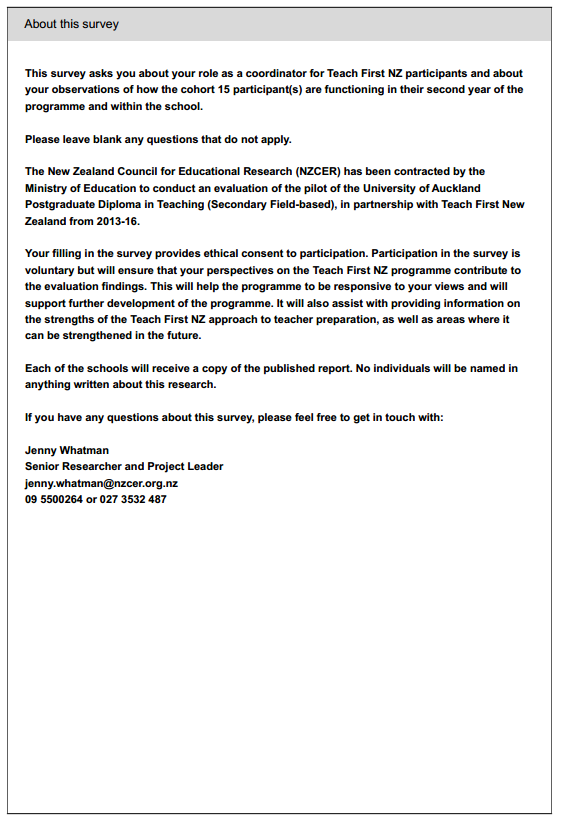 About this survey
This survey asks you about your role as a coordinator for Teach First NZ participants and about
your observations of how the cohort 15 participant(s) are functioning in their second year of the
programme and within the school.
Please leave blank any questions that do not apply.
The New Zealand Council for Educational Research (NZCER) has been contracted by the
Ministry of Education to conduct an evaluation of the pilot of the University of Auckland
Postgraduate Diploma in Teaching (Secondary Field-based), in partnership with Teach First New
Zealand from 2013-16.
Your filling in the survey provides ethical consent to participation. Participation in the survey is
voluntary but will ensure that your perspectives on the Teach First NZ programme contribute to
the evaluation findings. This will help the programme to be responsive to your views and will
support further development of the programme. It will also assist with providing information on
the strengths of the Teach First NZ approach to teacher preparation, as well as areas where it
can be strengthened in the future.
Each of the schools will receive a copy of the published report. No individuals will be named in
anything written about this research.
If you have any questions about this survey, please feel free to get in touch with:
Jenny Whatman
Senior Researcher and Project Leader
jenny.whatman@nzcer.org.nz
09 5500264 or 027 3532 487